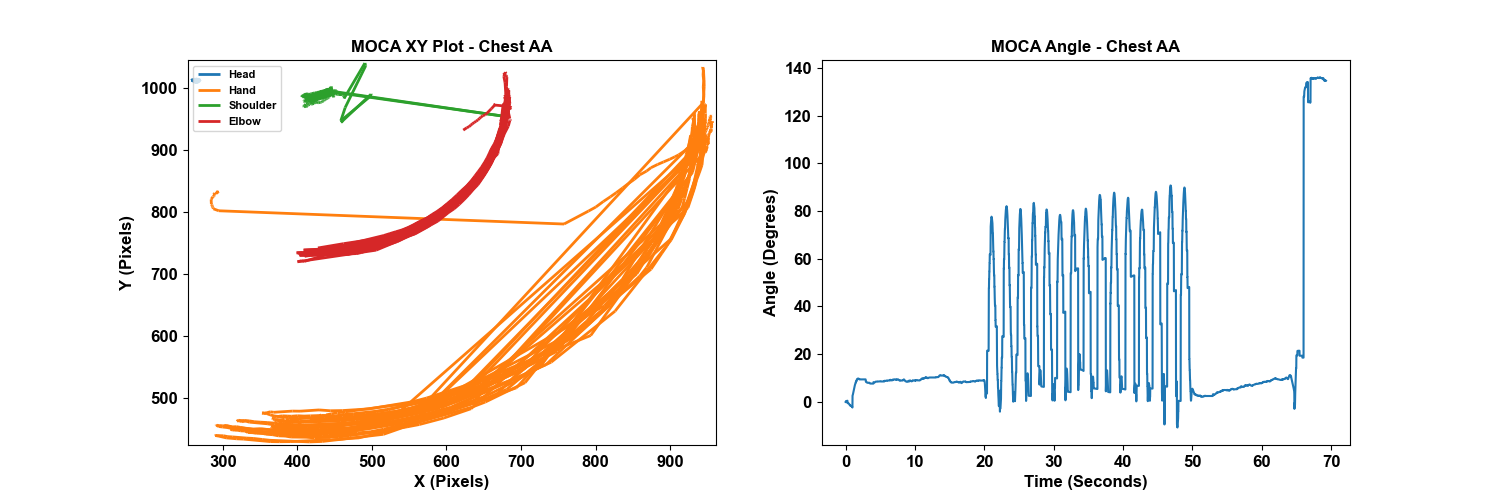 MOCA XY Plot - Chest AA
Head
Hand
Shoulder
Elbow
1000
900
800
700
600
500
Y (Pixels)
300 400 500 600 700 800 900
X (Pixels)
MOCA Angle - Chest AA
140
120
100
80
60
40
20
0
Angle (Degrees)
0 10 20 30 40 50 60 70
Time (Seconds)